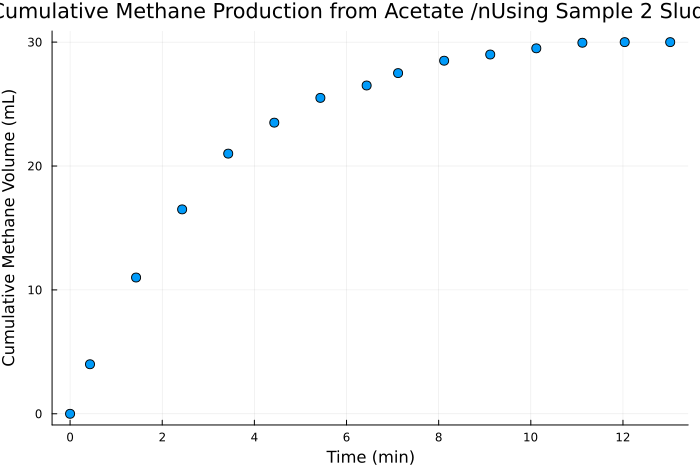 Cumulative Methane Production from Acetate /nUsing Sample 2 Slud
Cumulative Methane Volume (mL)
30
20
10
0
0 2 4 6 8 10 12
Time (min)